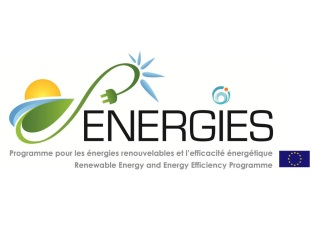 ENERGIES
Programme pour les énergies renouvelables et l'efficacité énergétique
Renewable Energy and Energy Efficiency Programme